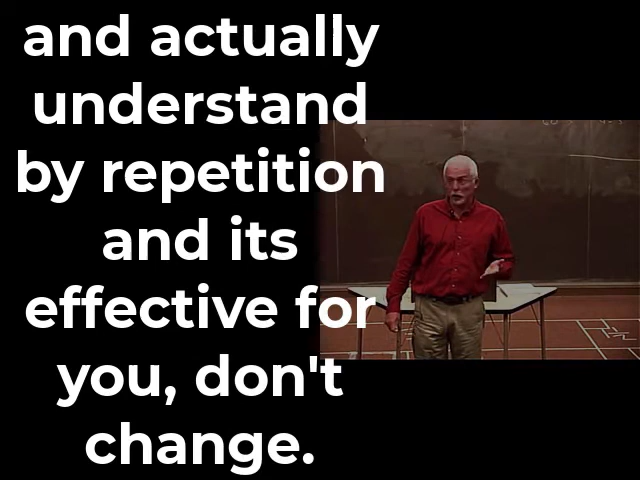 and actually
understand
by repetition
and its
effective for
you, don't
change.